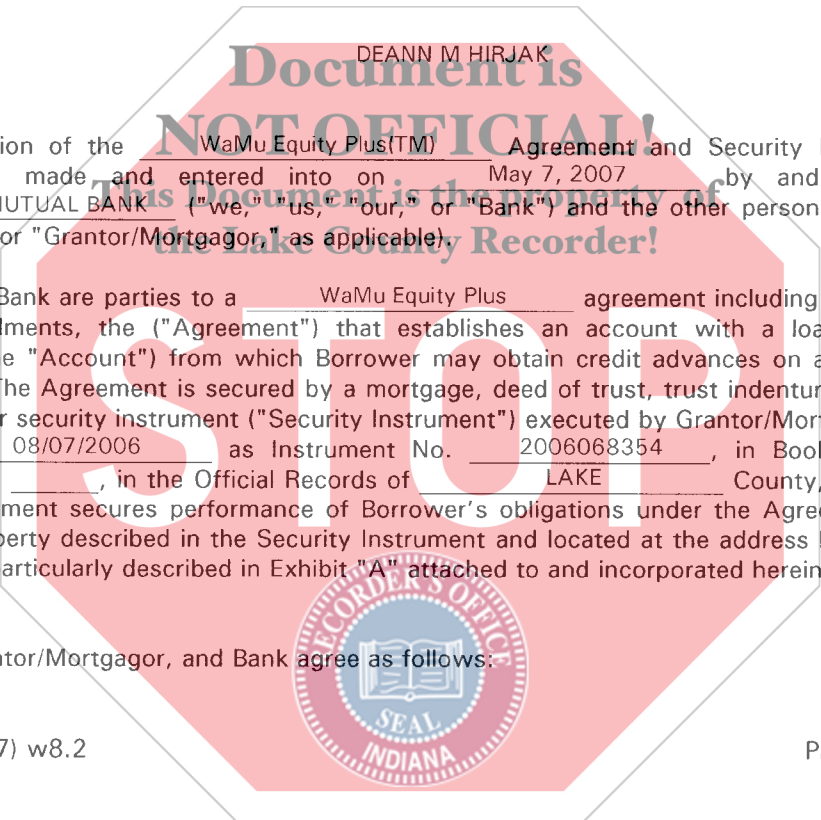 DEANN M HIRJAK
Document is
NOT OFFICIAL!
This Document is the property of
the Lake County Recorder!
STOP
ion of the WaMu Equity Plus(TM) Agreement and Security
made and entered into on May 7, 2007 by and
MUTUAL BANK ("we," "us," "our," or "Bank") and the other person
or "Grantor/Mortgagor," as applicable).
Bank are parties to a WaMu Equity Plus agreement including
ments, the ("Agreement") that establishes an account with a loa
e "Account") from which Borrower may obtain credit advances on a
The Agreement is secured by a mortgage, deed of trust, trust indentur
r security instrument ("Security Instrument") executed by Grantor/Mor
08/07/2006 as Instrument No. 2006068354 , in Boo
, in the Official Records of LAKE County,
ment secures performance of Borrower's obligations under the Agre
perty described in the Security Instrument and located at the address
articularly described in Exhibit "A" attached to and incorporated herein
ntor/Mortgagor, and Bank agree as follows:
RECORDER'S OFFICE
SEAL
INDIANA
7) w8.2
P